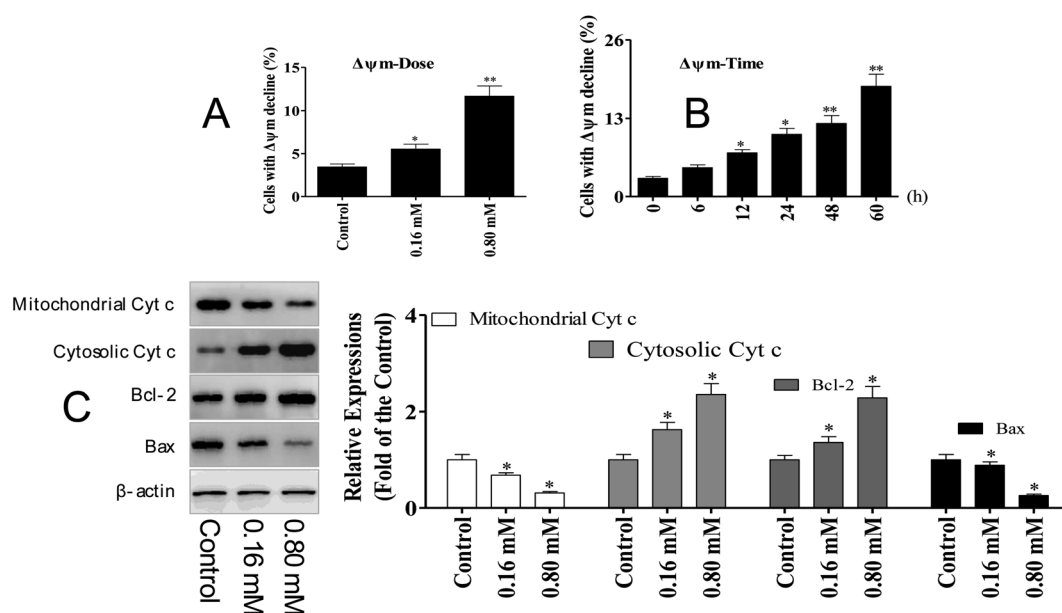 A
Δψm-Dose
Cells with Δψm decline (%)
15
10
5
0
*
**
Control
0.16 mM
0.80 mM
B
Δψm-Time
Cells with Δψm decline (%)
26
13
0
*
*
**
**
0
6
12
24
48
60
(h)
C
Mitochondrial Cyt c
Cytosolic Cyt c
Bcl-2
Bax
β-actin
Control
0.16 mM
0.80 mM
Relative Expressions
(Fold of the Control)
4
2
0
Mitochondrial Cyt c
Cytosolic Cyt c
Bcl-2
Bax
*
*
*
*
*
*
*
*
Control
0.16 mM
0.80 mM
Control
0.16 mM
0.80 mM
Control
0.16 mM
0.80 mM
Control
0.16 mM
0.80 mM